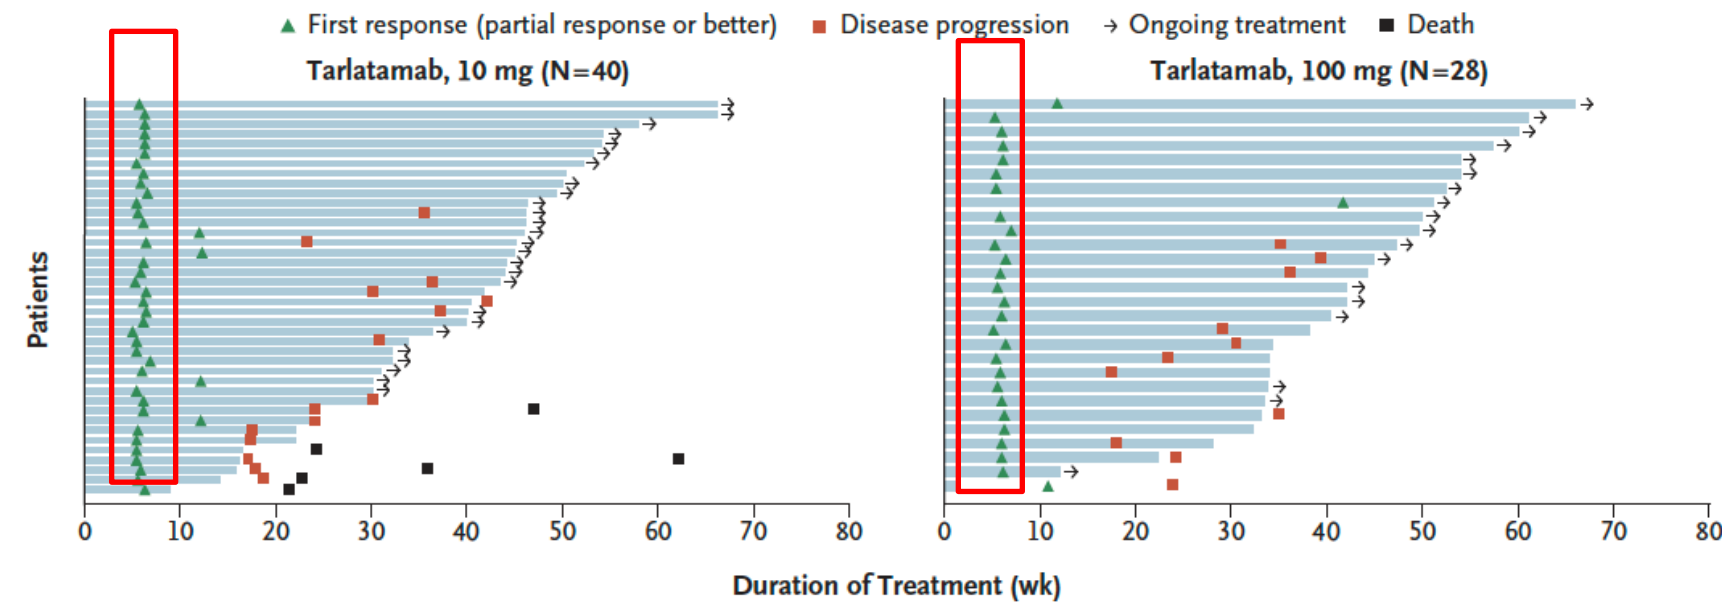 First response (partial response or better) Disease progression Ongoing treatment Death
Tarlatamab, 10 mg (N=40)
Tarlatamab, 100 mg (N=28)
Patients
0 10 20 30 40 50 60 70 80
0 10 20 30 40 50 60 70 80
Duration of Treatment (wk)